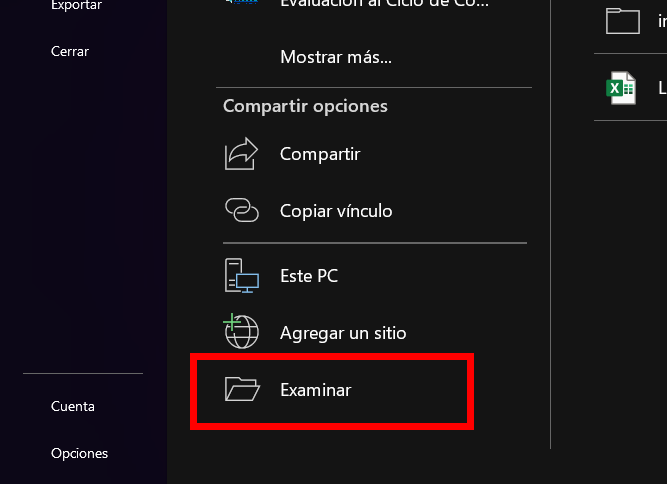 Exportar
Cerrar
Cuenta
Opciones
Evaluación al Ciclo de Co...
Mostrar más...
Compartir opciones
Compartir
Copiar vínculo
Este PC
Agregar un sitio
Examinar
in
L